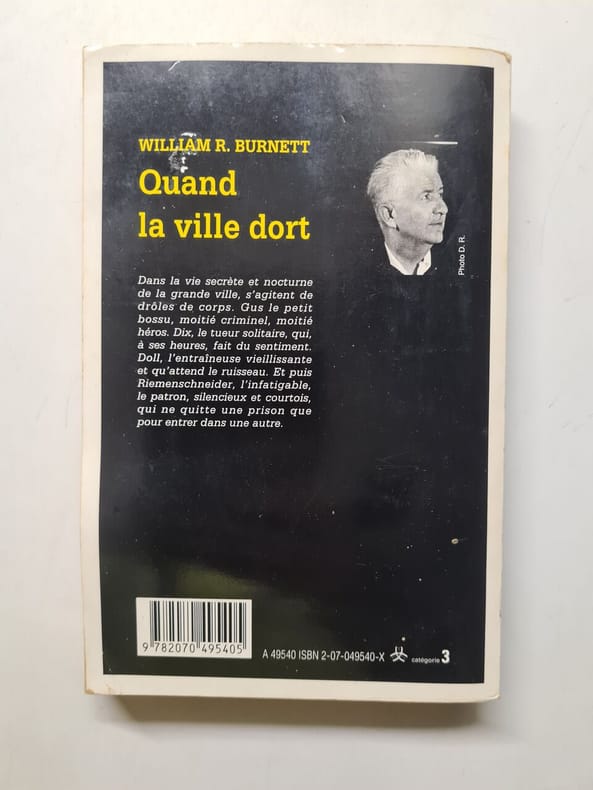 WILLIAM R. BURNETT
Quand
la ville dort
Photo D. R.
Dans la vie secrète et nocturne
de la grande ville, s'agitent de
drôles de corps. Gus le petit
bossu, moitié criminel, moitié
héros. Dix, le tueur solitaire, qui,
à ses heures, fait du sentiment.
Doll, l'entraîneuse vieillissante
et qu'attend le ruisseau. Et puis
Riemenschneider, l'infatigable,
le patron, silencieux et courtois,
qui ne quitte une prison que
pour entrer dans une autre.
9 782070 495405
A 49540 ISBN 2-07-049540-X catégorie 3